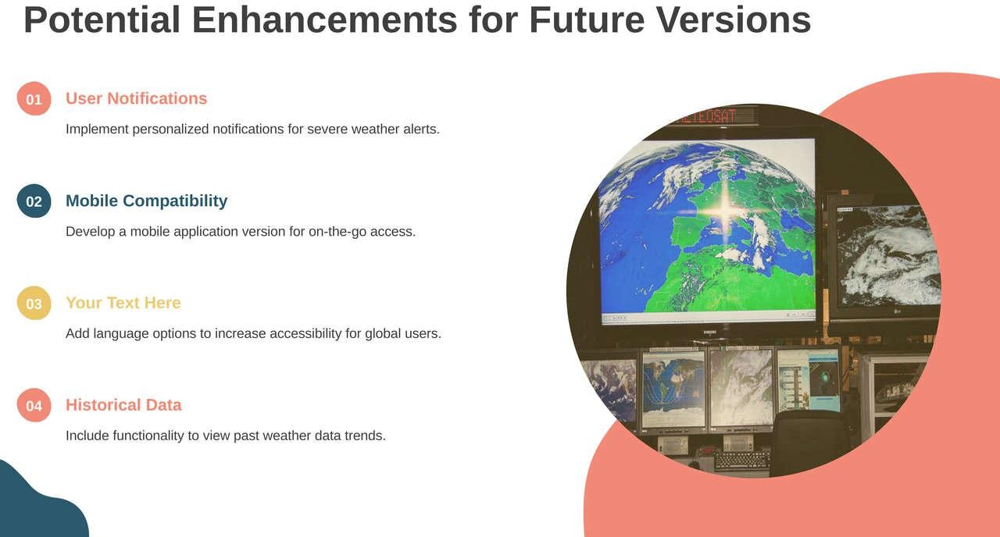 Potential Enhancements for Future Versions
01 User Notifications
Implement personalized notifications for severe weather alerts.
02 Mobile Compatibility
Develop a mobile application version for on-the-go access.
03 Your Text Here
Add language options to increase accessibility for global users.
04 Historical Data
Include functionality to view past weather data trends.
SAMSUNG
LG